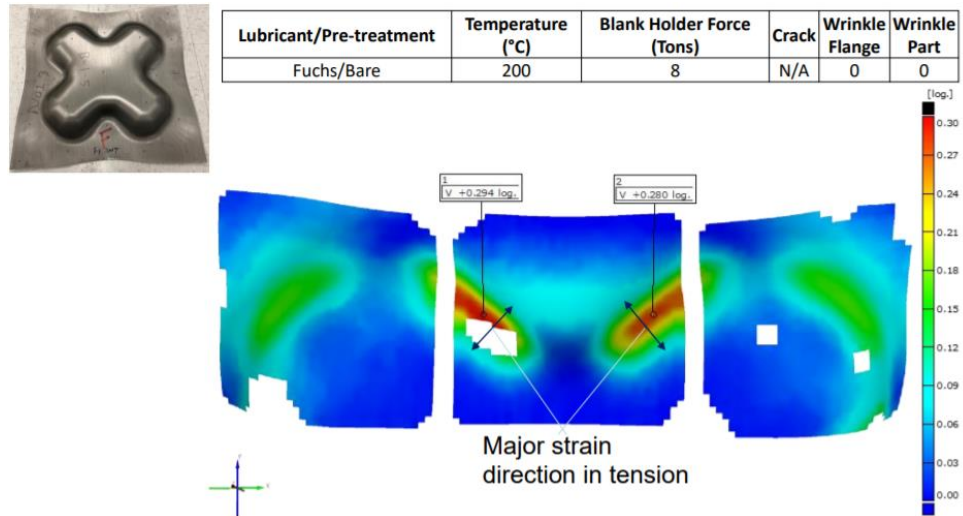 Lubricant/Pre-treatment Temperature (°C) Blank Holder Force (Tons) Crack Wrinkle Flange Wrinkle Part
Fuchs/Bare 200 8 N/A 0 0
[log.]
0.30
0.27
0.24
0.21
0.18
0.15
0.12
0.09
0.06
0.03
0.00
1
V +0.294 log.
2
V +0.280 log.
Major strain
direction in tension
F